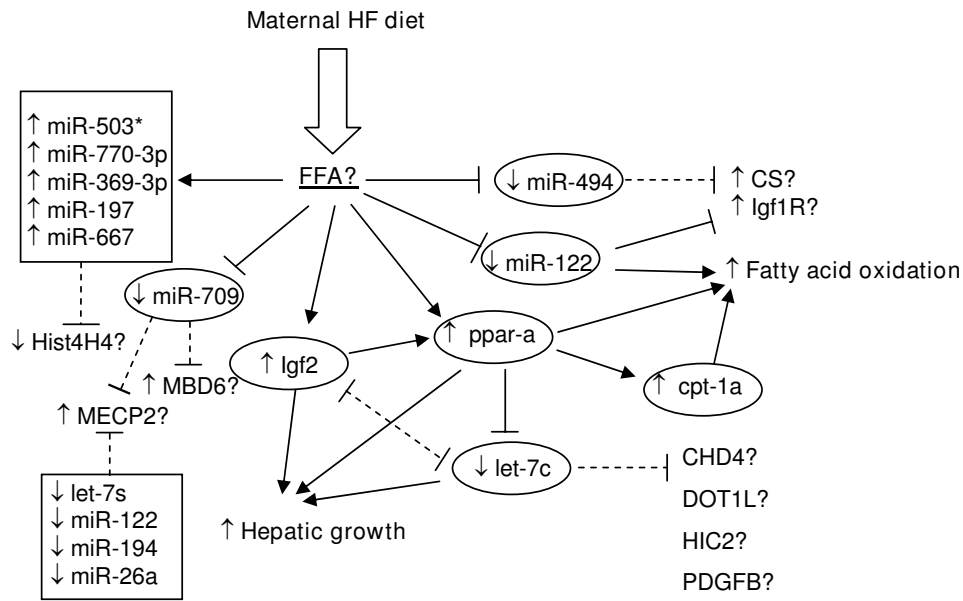 Maternal HF diet
↑ miR-503*
↑ miR-770-3p
↑ miR-369-3p
↑ miR-197
↑ miR-667
FFA?
↓ miR-494
↑ CS?
↑ Igf1R?
↓ miR-122
↑ Fatty acid oxidation
↓ miR-709
↓ Hist4H4?
↑ MBD6?
↑ MECP2?
↑ Igf2
↑ ppar-a
↑ cpt-1a
↓ let-7c
↑ Hepatic growth
CHD4?
DOT1L?
HIC2?
PDGFB?
↓ let-7s
↓ miR-122
↓ miR-194
↓ miR-26a